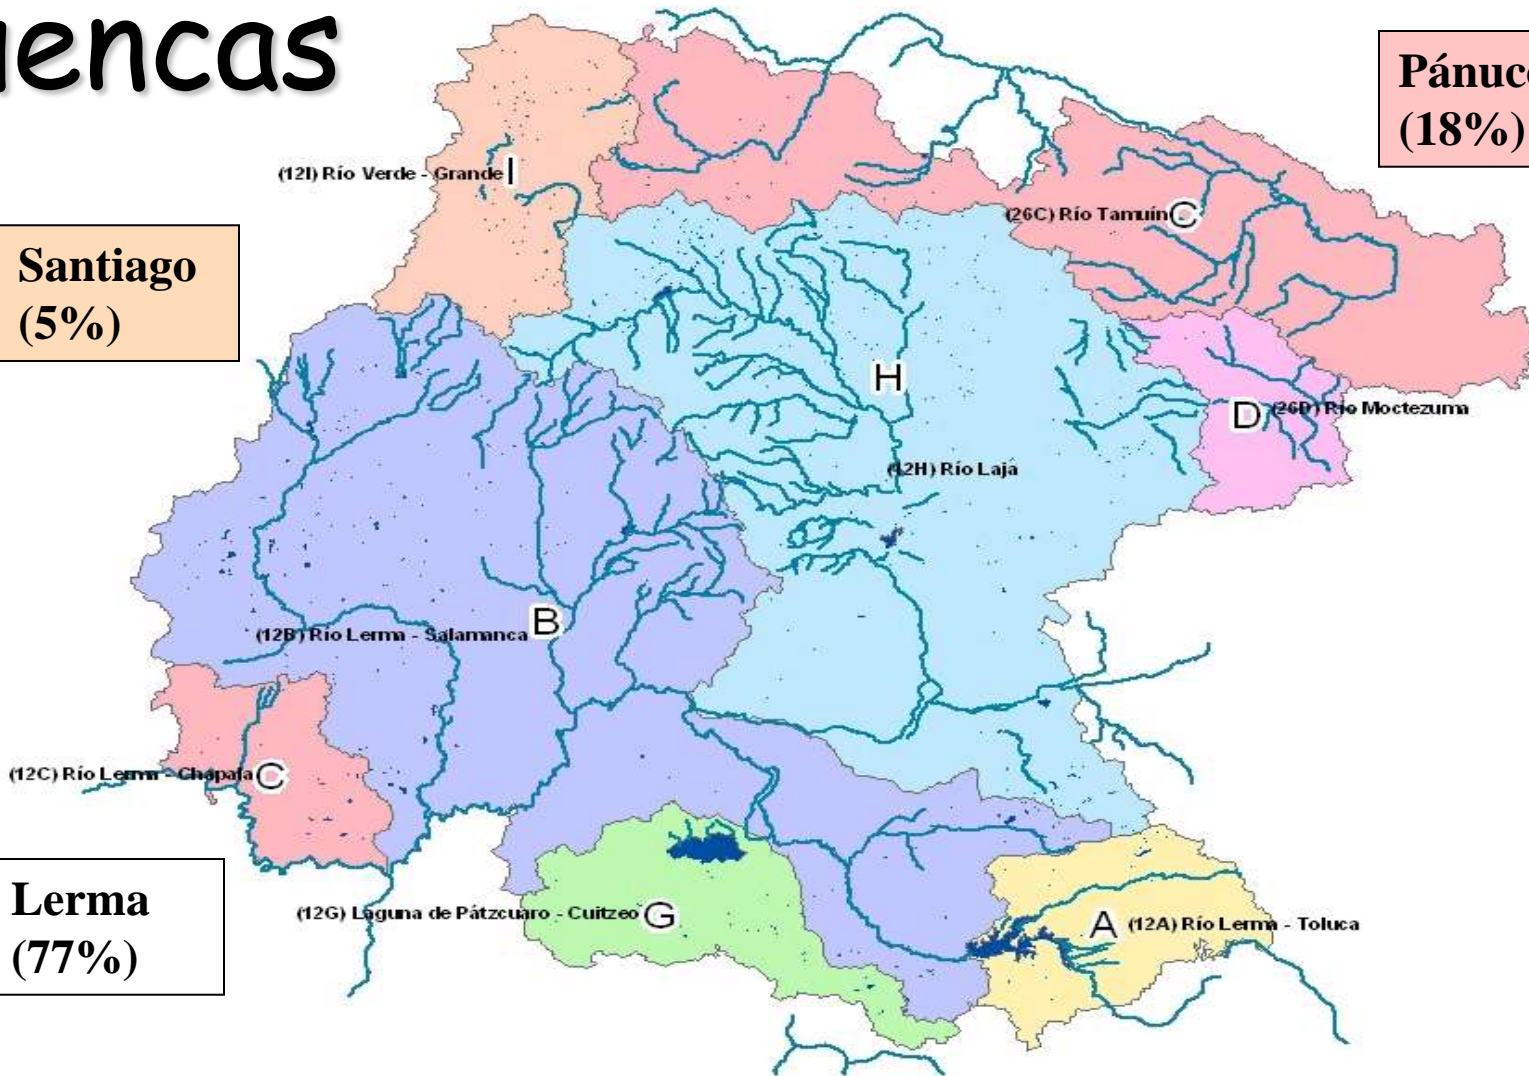 uencas
Pánuco
(18%)
(12I) Río Verde - Grande I
(26C) Río Tamuín C
Santiago
(5%)
H
D (26D) Río Moctezuma
(12H) Río Laja
(12B) Río Lerma - Salamanca B
(12C) Río Lerma - Chapala C
Lerma
(77%)
(12G) Laguna de Pátzcuaro - Cuitzeo G
A (12A) Río Lerma - Toluca